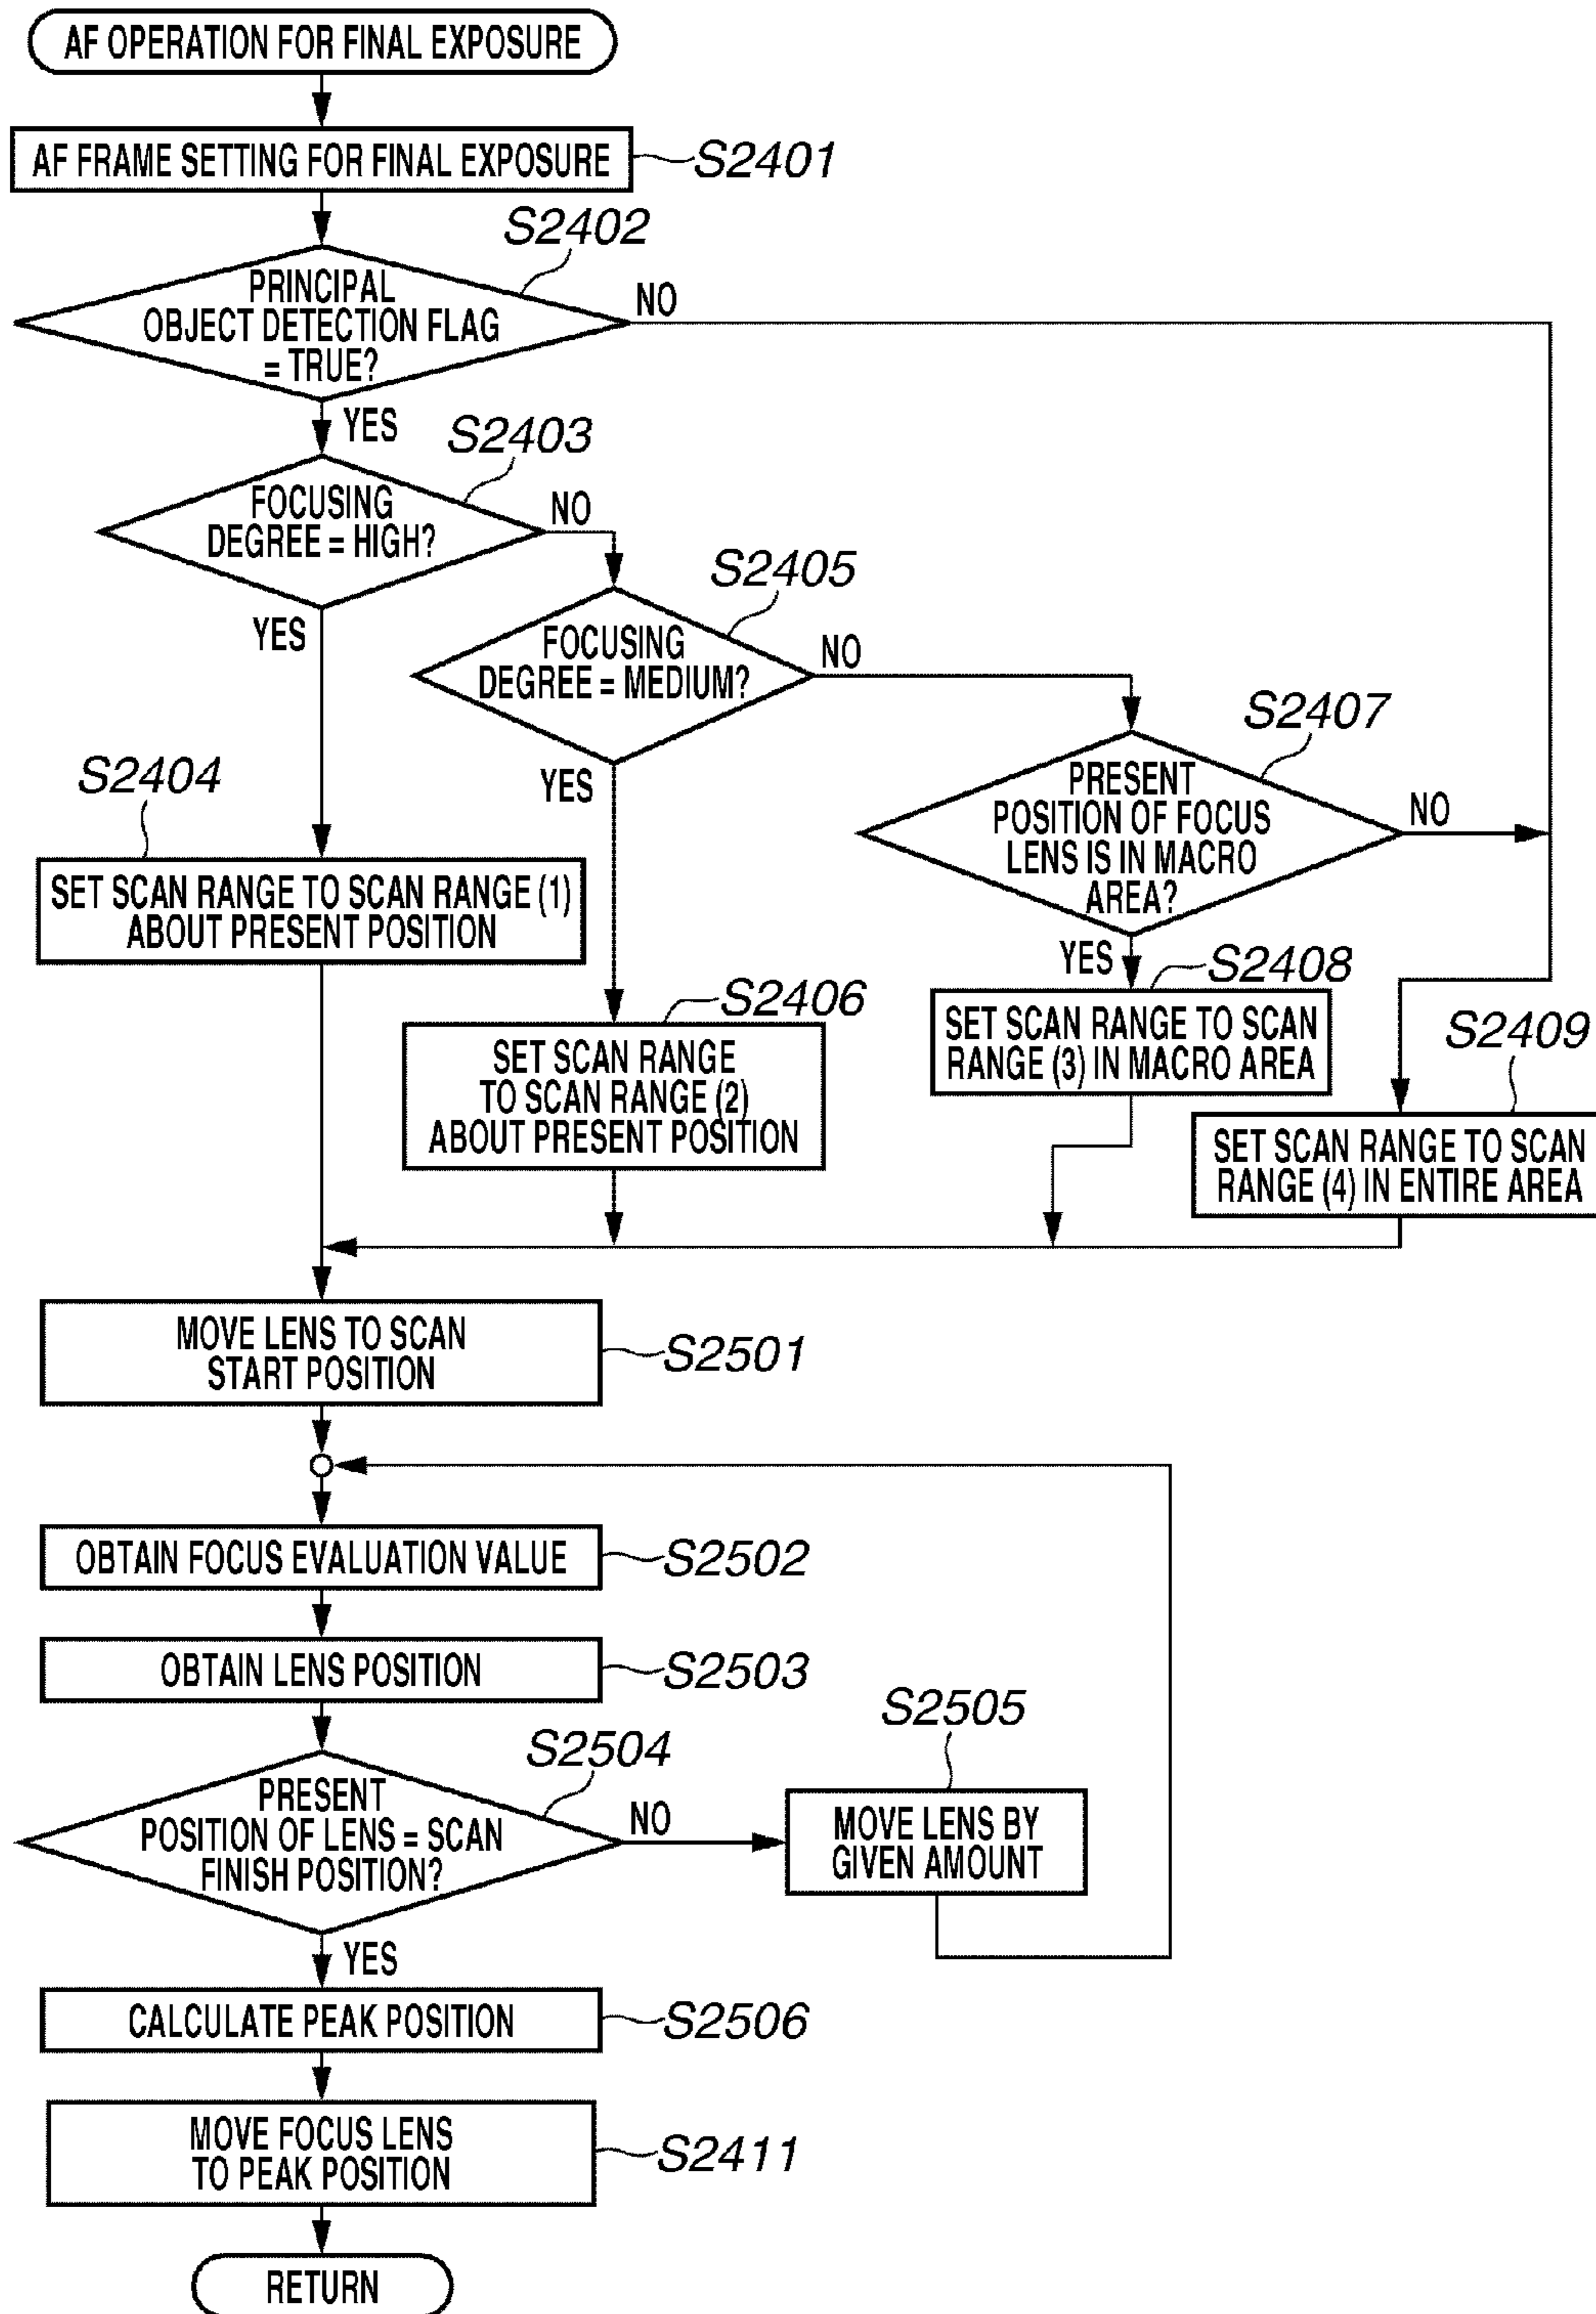 AF OPERATION FOR FINAL EXPOSURE
AF FRAME SETTING FOR FINAL EXPOSURE
S2401
S2402
PRINCIPAL
OBJECT DETECTION FLAG
= TRUE?
NO
YES
S2403
FOCUSING
DEGREE = HIGH?
NO
YES
S2405
FOCUSING
DEGREE = MEDIUM?
NO
YES
S2407
PRESENT
POSITION OF FOCUS
LENS IS IN MACRO
AREA?
NO
YES
S2404
SET SCAN RANGE TO SCAN RANGE (1)
ABOUT PRESENT POSITION
S2406
SET SCAN RANGE
TO SCAN RANGE (2)
ABOUT PRESENT POSITION
S2408
SET SCAN RANGE TO SCAN
RANGE (3) IN MACRO AREA
S2409
SET SCAN RANGE TO SCAN
RANGE (4) IN ENTIRE AREA
MOVE LENS TO SCAN
START POSITION
S2501
OBTAIN FOCUS EVALUATION VALUE
S2502
OBTAIN LENS POSITION
S2503
S2504
PRESENT
POSITION OF LENS = SCAN
FINISH POSITION?
NO
YES
S2505
MOVE LENS BY
GIVEN AMOUNT
CALCULATE PEAK POSITION
S2506
MOVE FOCUS LENS
TO PEAK POSITION
S2411
RETURN